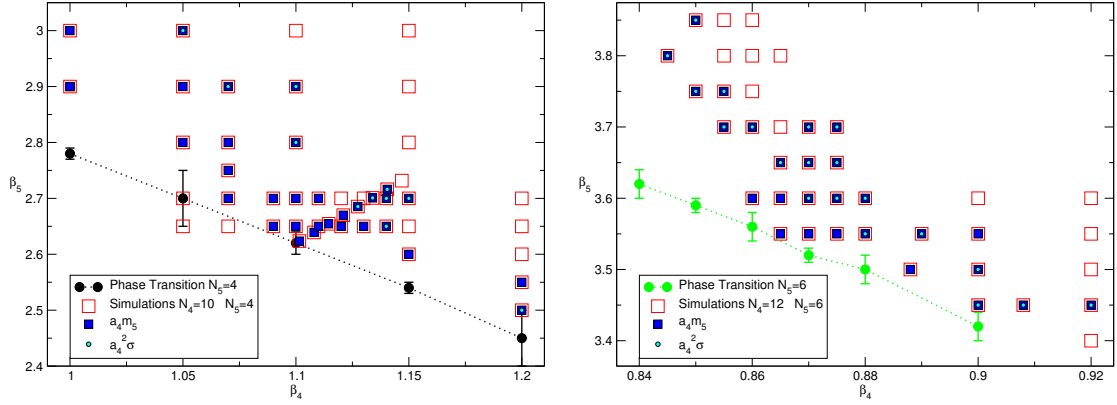 3
2.9
2.8
2.7
2.6
2.5
2.4
β5
1
1.05
1.1
1.15
1.2
β4
Phase Transition N5=4
Simulations N4=10 N5=4
a4m5
a4²σ
3.8
3.7
3.6
3.5
3.4
β5
0.84
0.86
0.88
0.9
0.92
β4
Phase Transition N5=6
Simulations N4=12 N5=6
a4m5
a4²σ